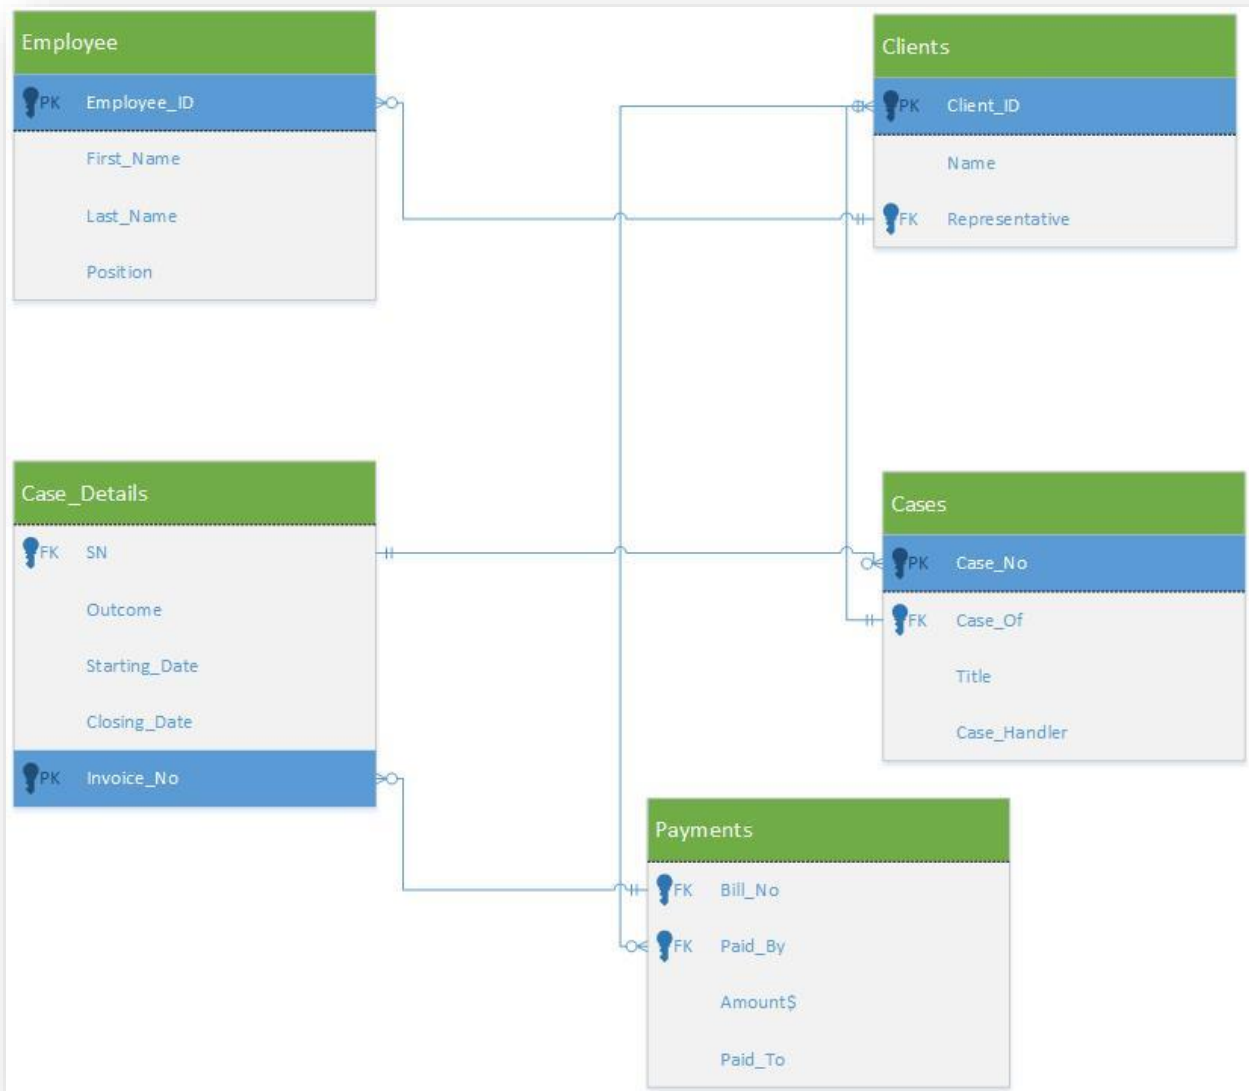 Employee
PK Employee_ID
First_Name
Last_Name
Position
Clients
PK Client_ID
Name
FK Representative
Case_Details
FK SN
Outcome
Starting_Date
Closing_Date
PK Invoice_No
Cases
PK Case_No
FK Case_Of
Title
Case_Handler
Payments
FK Bill_No
FK Paid_By
Amount$
Paid_To